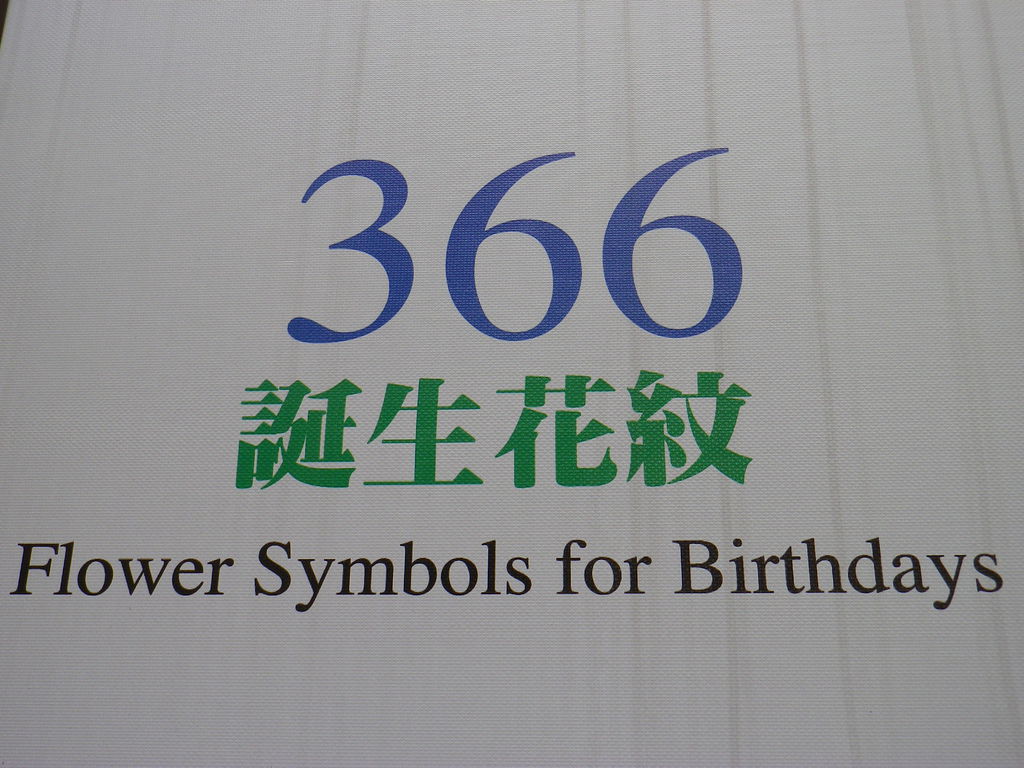 366
誕生花紋
Flower Symbols for Birthdays